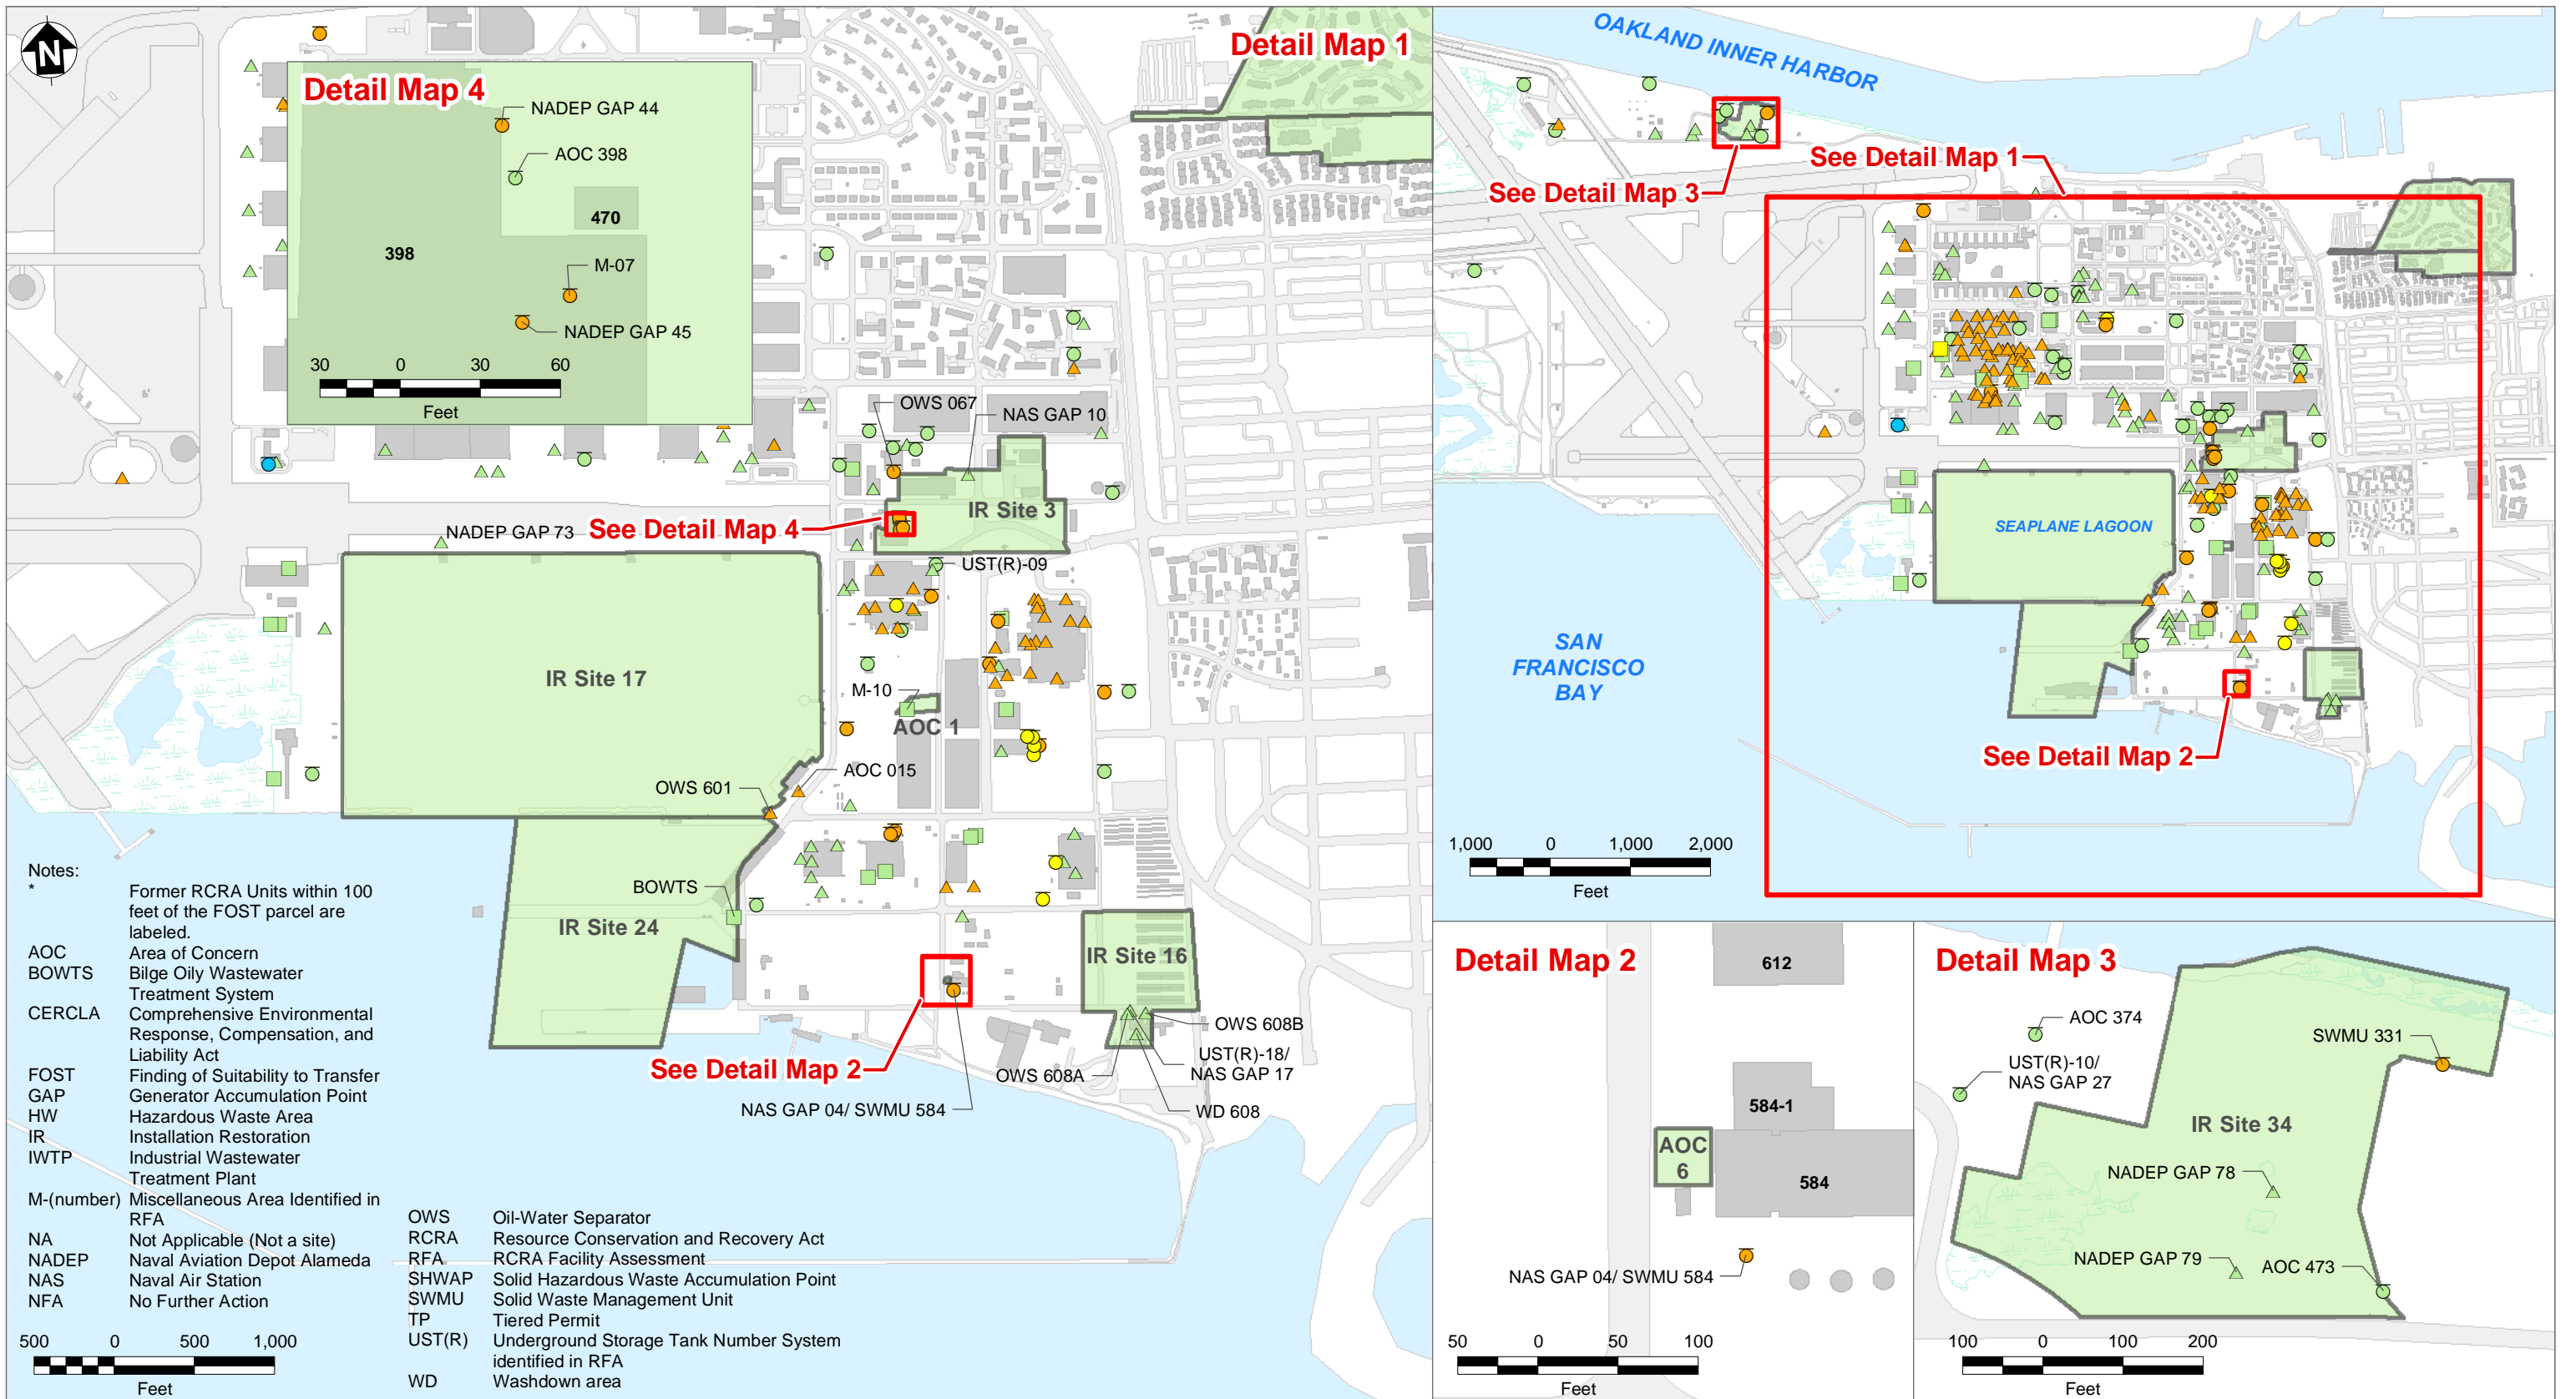 N
Detail Map 4
NADEP GAP 44
AOC 398
470
398
M-07
NADEP GAP 45
30 0 30 60
Feet
Detail Map 1
OWS 067
NAS GAP 10
IR Site 3
NADEP GAP 73
See Detail Map 4
UST(R)-09
IR Site 17
M-10
AOC 1
AOC 015
OWS 601
BOWTS
IR Site 24
IR Site 16
OWS 608B
UST(R)-18/
NAS GAP 17
OWS 608A
WD 608
See Detail Map 2
NAS GAP 04/ SWMU 584
Notes:
* Former RCRA Units within 100
feet of the FOST parcel are
labeled.
AOC Area of Concern
BOWTS Bilge Oily Wastewater
Treatment System
CERCLA Comprehensive Environmental
Response, Compensation, and
Liability Act
FOST Finding of Suitability to Transfer
GAP Generator Accumulation Point
HW Hazardous Waste Area
IR Installation Restoration
IWTP Industrial Wastewater
Treatment Plant
M-(number) Miscellaneous Area Identified in
RFA
NA Not Applicable (Not a site)
NADEP Naval Aviation Depot Alameda
NAS Naval Air Station
NFA No Further Action
OWS Oil-Water Separator
RCRA Resource Conservation and Recovery Act
RFA RCRA Facility Assessment
SHWAP Solid Hazardous Waste Accumulation Point
SWMU Solid Waste Management Unit
TP Tiered Permit
UST(R) Underground Storage Tank Number System
identified in RFA
WD Washdown area
500 0 500 1,000
Feet
OAKLAND INNER HARBOR
See Detail Map 1
See Detail Map 3
SEAPLANE LAGOON
SAN
FRANCISCO
BAY
See Detail Map 2
1,000 0 1,000 2,000
Feet
Detail Map 2
612
584-1
AOC
6
584
NAS GAP 04/ SWMU 584
50 0 50 100
Feet
Detail Map 3
AOC 374
SWMU 331
UST(R)-10/
NAS GAP 27
IR Site 34
NADEP GAP 78
NADEP GAP 79
AOC 473
100 0 100 200
Feet